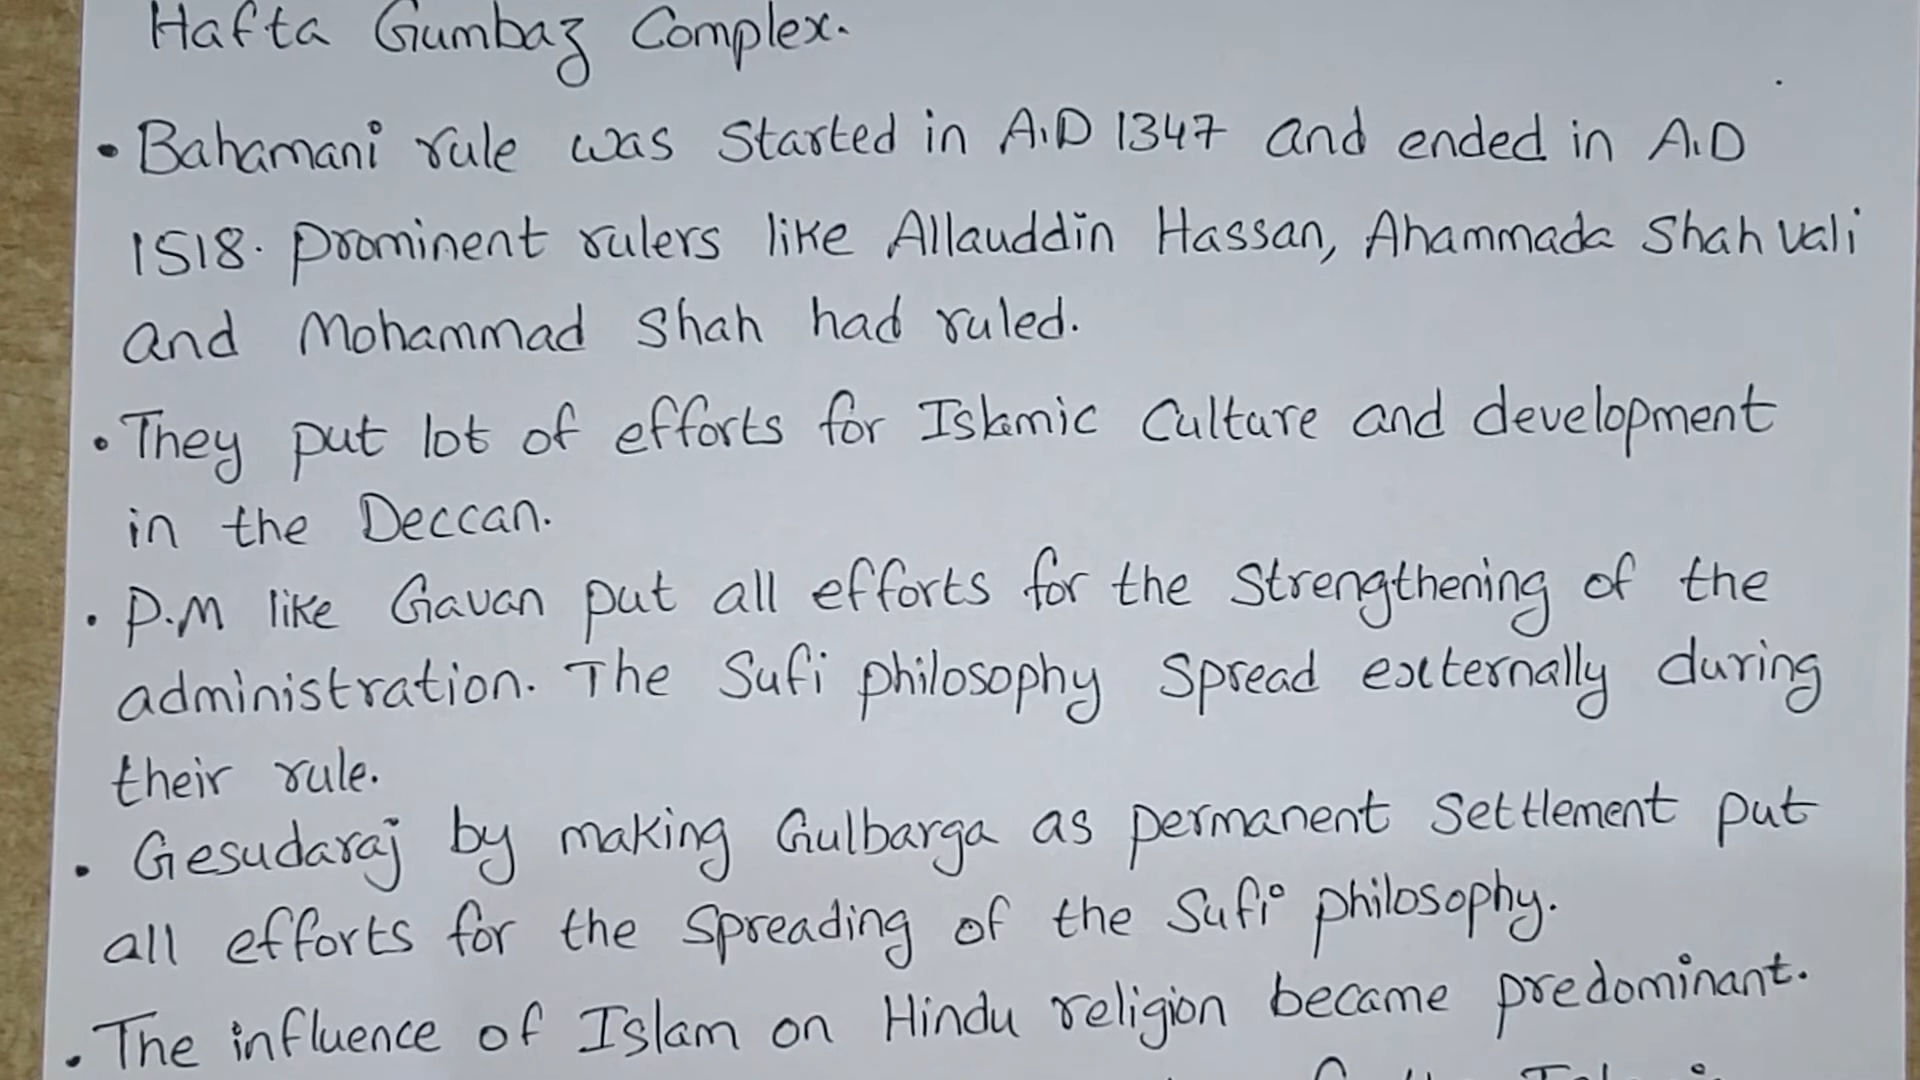 Hafta Gumbaz Complex.
• Bahamani rule was started in A.D 1347 and ended in A.D
1518. Prominent rulers like Allauddin Hassan, Ahammada Shah Vali
and Mohammad Shah had ruled.
• They put lot of efforts for Islamic Culture and development
in the Deccan.
• P.M like Gavan put all efforts for the Strengthening of the
administration. The Sufi philosophy Spread externally during
their rule.
• Gesudaraj by making Gulbarga as permanent Settlement put
all efforts for the Spreading of the Sufi philosophy.
• The influence of Islam on Hindu religion became predominant.